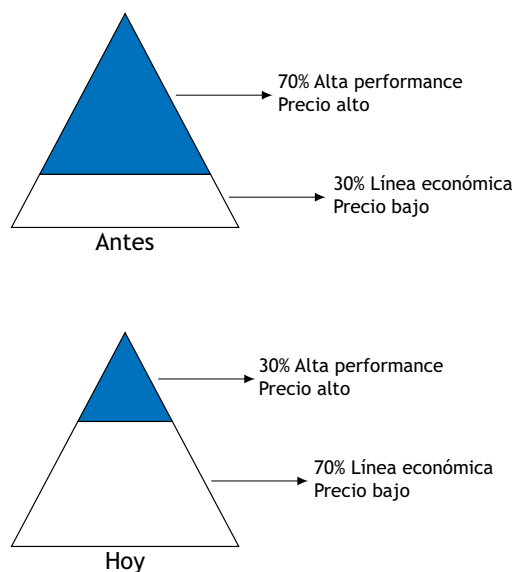 70% Alta performance
Precio alto
30% Línea económica
Precio bajo
Antes
30% Alta performance
Precio alto
70% Línea económica
Precio bajo
Hoy